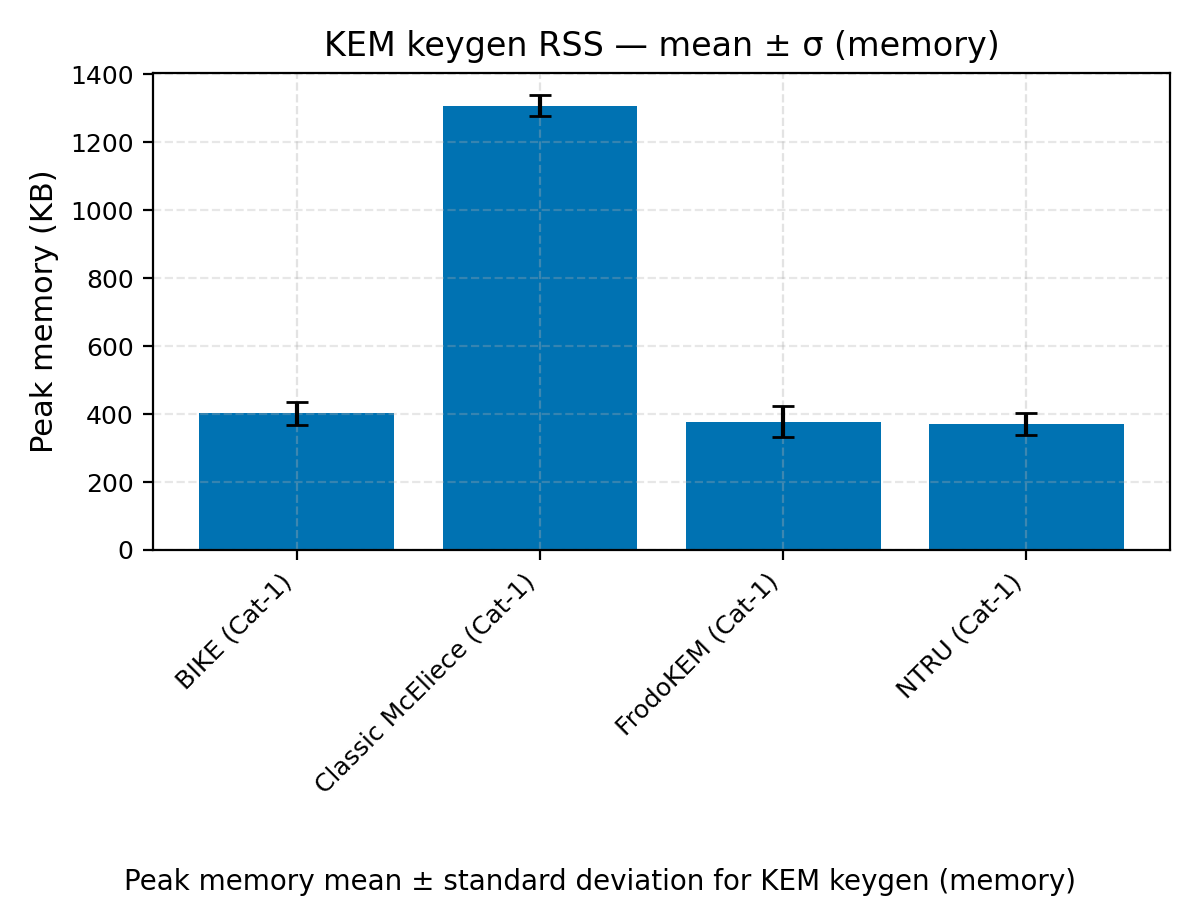 KEM keygen RSS — mean ± σ (memory)
Peak memory (KB)
1400
1200
1000
800
600
400
200
0
BIKE (Cat-1)
Classic McEliece (Cat-1)
FrodoKEM (Cat-1)
NTRU (Cat-1)
Peak memory mean ± standard deviation for KEM keygen (memory)